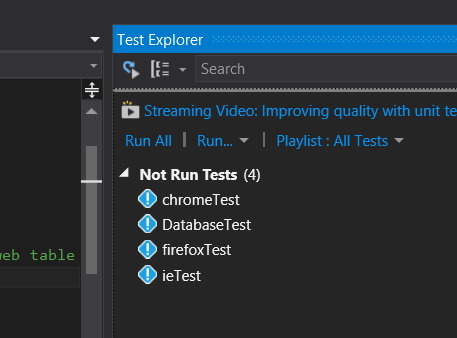 Test Explorer
Search
Streaming Video: Improving quality with unit te
Run All | Run... | Playlist : All Tests
Not Run Tests (4)
chromeTest
DatabaseTest
firefoxTest
web table
ieTest